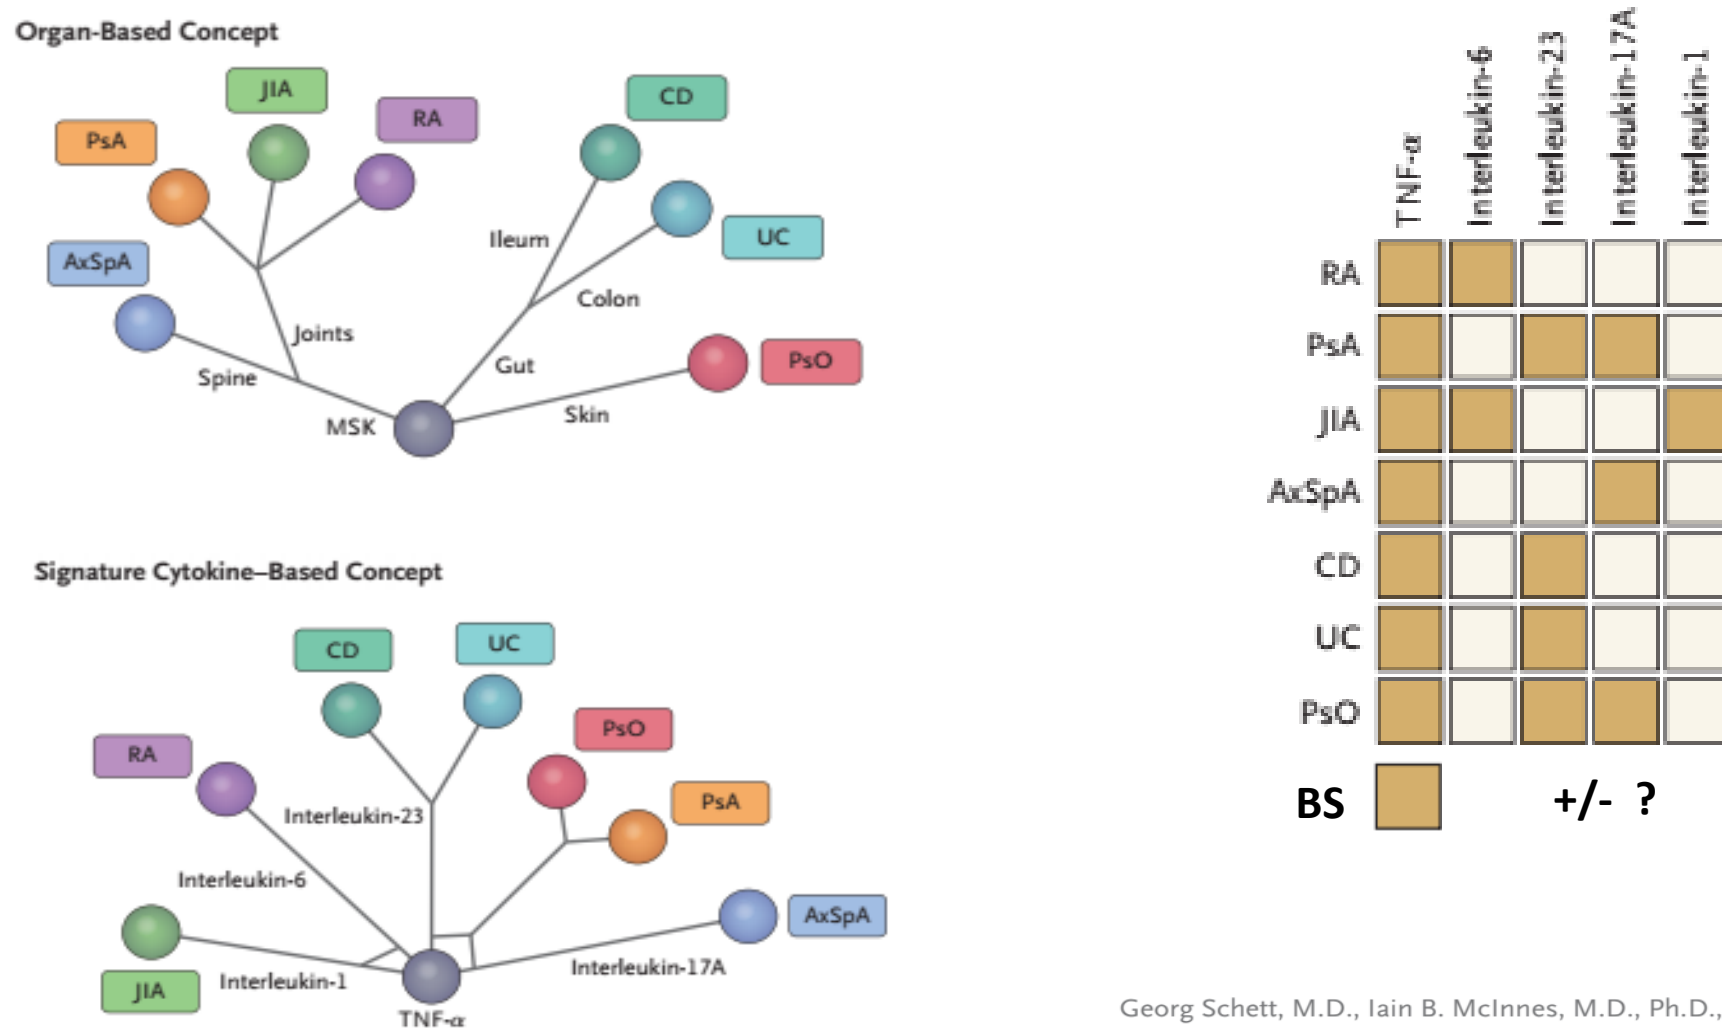 Organ-Based Concept
JIA
CD
RA
PsA
UC
Ileum
AxSpA
Colon
Joints
PsO
Gut
Spine
Skin
MSK
Signature Cytokine–Based Concept
CD
UC
PsO
RA
PsA
Interleukin-23
Interleukin-6
AxSpA
Interleukin-17A
Interleukin-1
JIA
TNF-α
TNF-α
Interleukin-6
Interleukin-23
Interleukin-17A
Interleukin-1
RA
PsA
JIA
AxSpA
CD
UC
PsO
BS +/- ?
Georg Schett, M.D., Iain B. McInnes, M.D., Ph.D.,